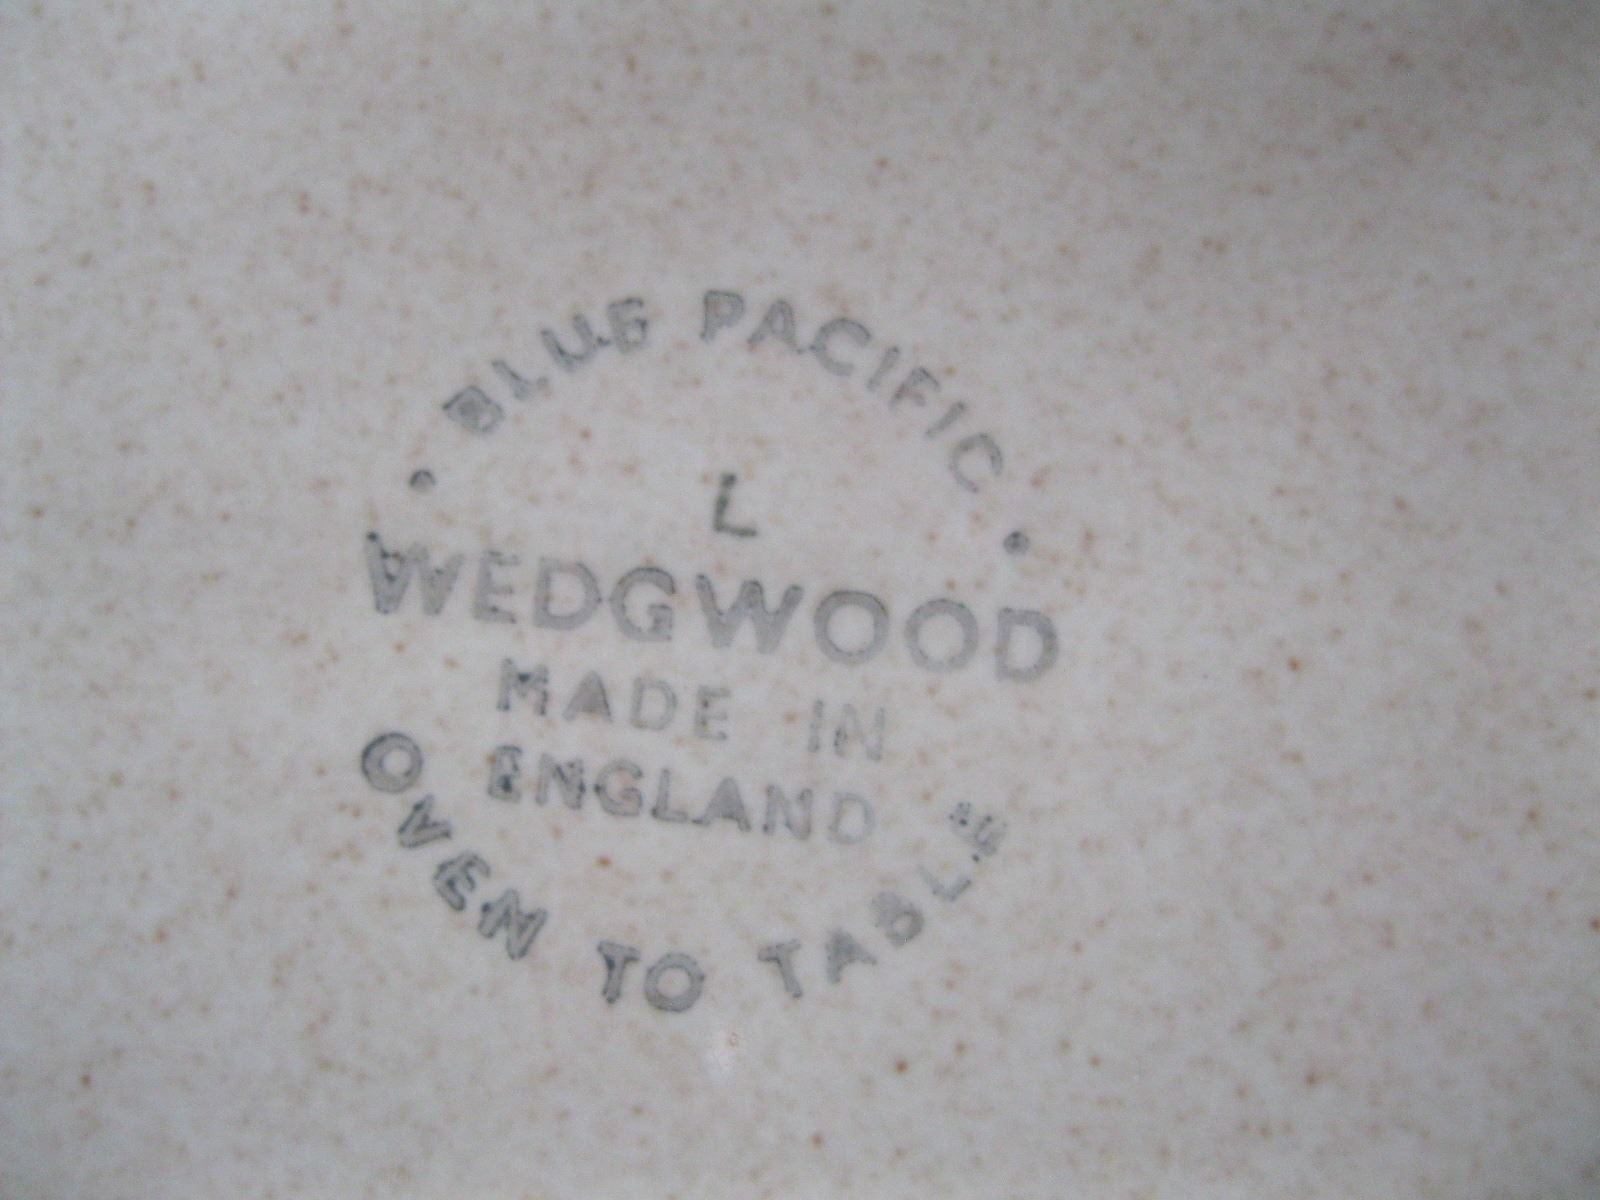 • BLUE PACIFIC •
L
WEDGWOOD
MADE IN
ENGLAND
OVEN TO TABLE